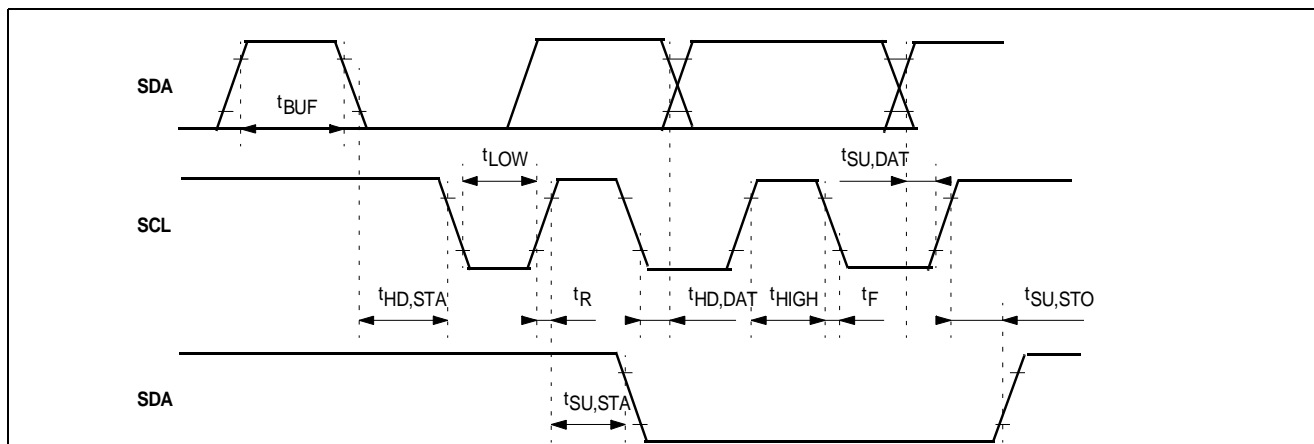 SDA
tBUF
tLOW
tSU,DAT
SCL
tHD,STA
tR
tHD,DAT
tHIGH
tF
tSU,STO
SDA
tSU,STA